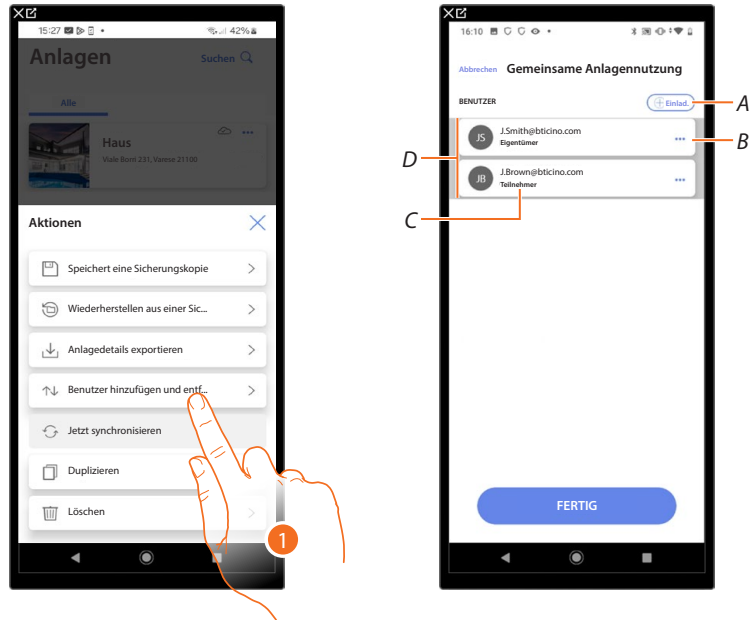 15:27
42%
Anlagen
Suchen
Alle
Haus
Viale Borri 231, Varese 21100
Aktionen
Speichert eine Sicherungskopie
Wiederherstellen aus einer Sic...
Anlagedetails exportieren
Benutzer hinzufügen und entf...
Jetzt synchronisieren
Duplizieren
Löschen
1
16:10
Abbrechen
Gemeinsame Anlagennutzung
BENUTZER
Einlad.
A
JS
J.Smith@bticino.com
Eigentümer
B
D
JB
J.Brown@bticino.com
Teilnehmer
C
FERTIG